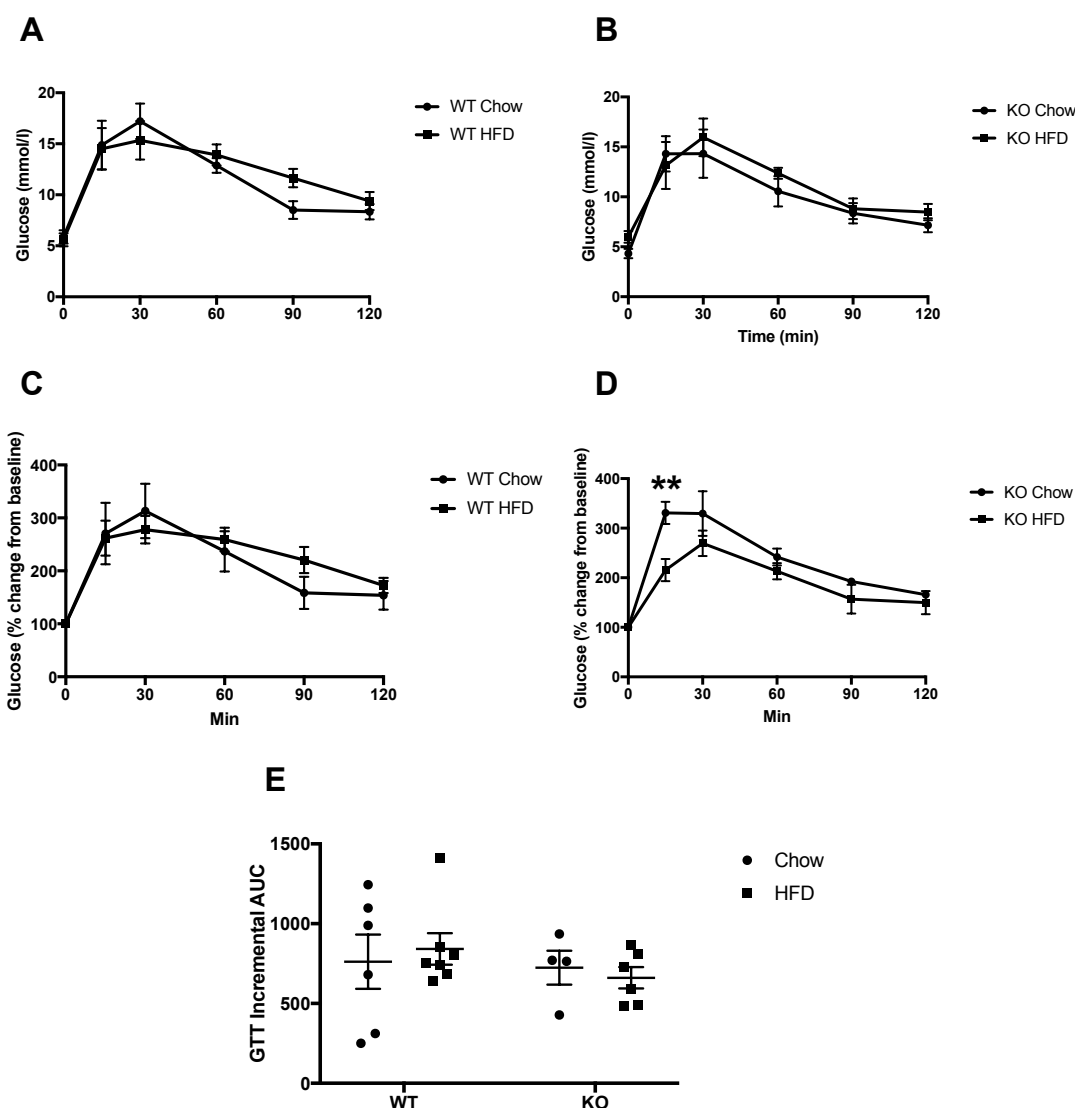 A
B
Glucose (mmol/l)
20
15
10
5
0
0
30
60
90
120
WT Chow
WT HFD
Glucose (mmol/l)
20
15
10
5
0
0
30
60
90
120
Time (min)
KO Chow
KO HFD
C
D
Glucose (% change from baseline)
400
300
200
100
0
0
30
60
90
120
Min
WT Chow
WT HFD
Glucose (% change from baseline)
400
300
200
100
0
**
0
30
60
90
120
Min
KO Chow
KO HFD
E
GTT Incremental AUC
1500
1000
500
0
WT
KO
Chow
HFD